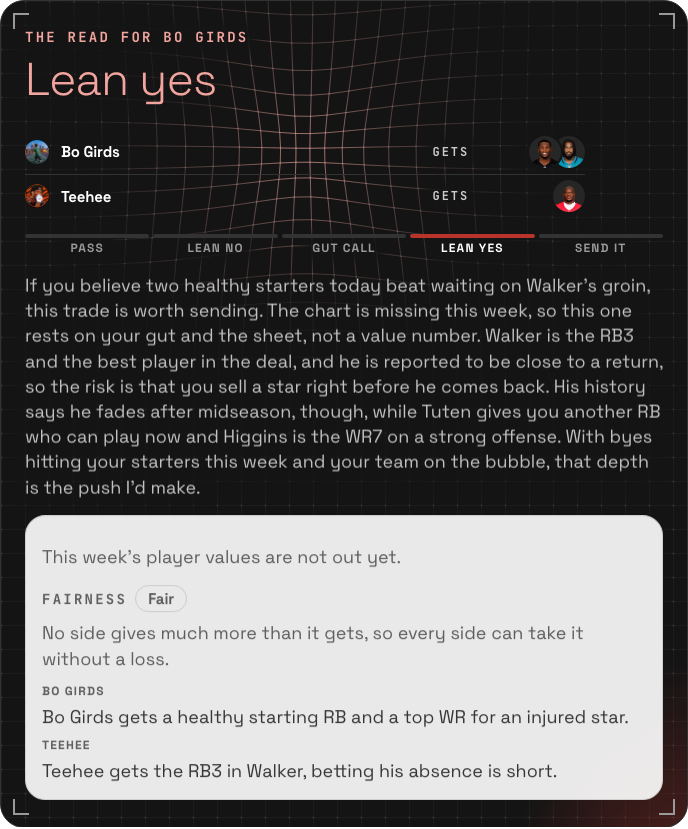 THE READ FOR BO GIRDS
Lean yes
Bo Girds GETS
Teehee GETS
PASS LEAN NO GUT CALL LEAN YES SEND IT
If you believe two healthy starters today beat waiting on Walker's groin,
this trade is worth sending. The chart is missing this week, so this one
rests on your gut and the sheet, not a value number. Walker is the RB3
and the best player in the deal, and he is reported to be close to a return,
so the risk is that you sell a star right before he comes back. His history
says he fades after midseason, though, while Tuten gives you another RB
who can play now and Higgins is the WR7 on a strong offense. With byes
hitting your starters this week and your team on the bubble, that depth
is the push I'd make.
This week's player values are not out yet.
FAIRNESS Fair
No side gives much more than it gets, so every side can take it
without a loss.
BO GIRDS
Bo Girds gets a healthy starting RB and a top WR for an injured star.
TEEHEE
Teehee gets the RB3 in Walker, betting his absence is short.